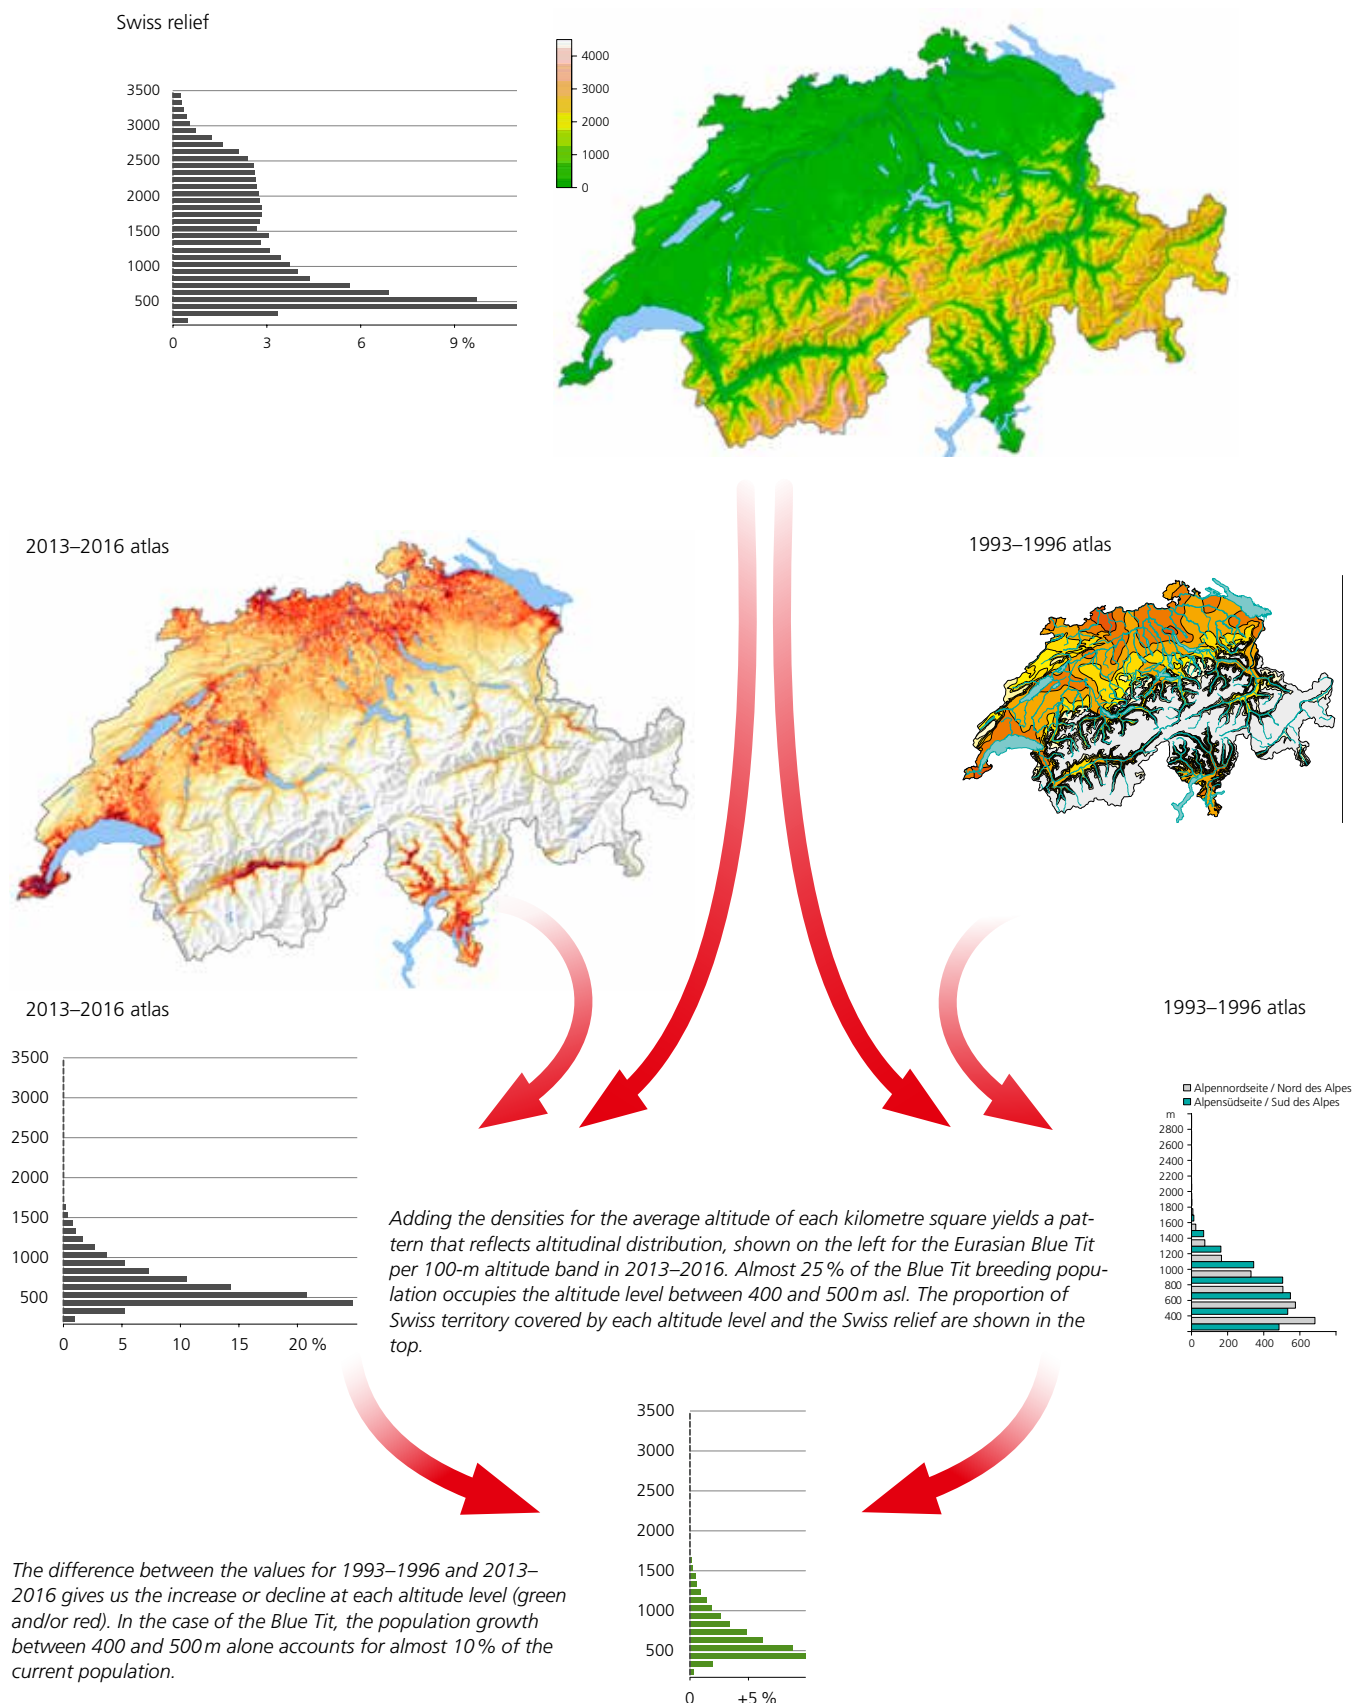 Swiss relief
3500
3000
2500
2000
1500
1000
500
0
3
6
9 %
4000
3000
2000
1000
0
2013–2016 atlas
1993–1996 atlas
2013–2016 atlas
3500
3000
2500
2000
1500
1000
500
0
5
10
15
20 %
1993–1996 atlas
Alpennordseite / Nord des Alpes
Alpensüdseite / Sud des Alpes
m
2800
2600
2400
2200
2000
1800
1600
1400
1200
1000
800
600
400
0
200
400
600
Adding the densities for the average altitude of each kilometre square yields a pat-
tern that reflects altitudinal distribution, shown on the left for the Eurasian Blue Tit
per 100-m altitude band in 2013–2016. Almost 25 % of the Blue Tit breeding popu-
lation occupies the altitude level between 400 and 500 m asl. The proportion of
Swiss territory covered by each altitude level and the Swiss relief are shown in the
top.
3500
3000
2500
2000
1500
1000
500
0
+5 %
The difference between the values for 1993–1996 and 2013–
2016 gives us the increase or decline at each altitude level (green
and/or red). In the case of the Blue Tit, the population growth
between 400 and 500 m alone accounts for almost 10 % of the
current population.